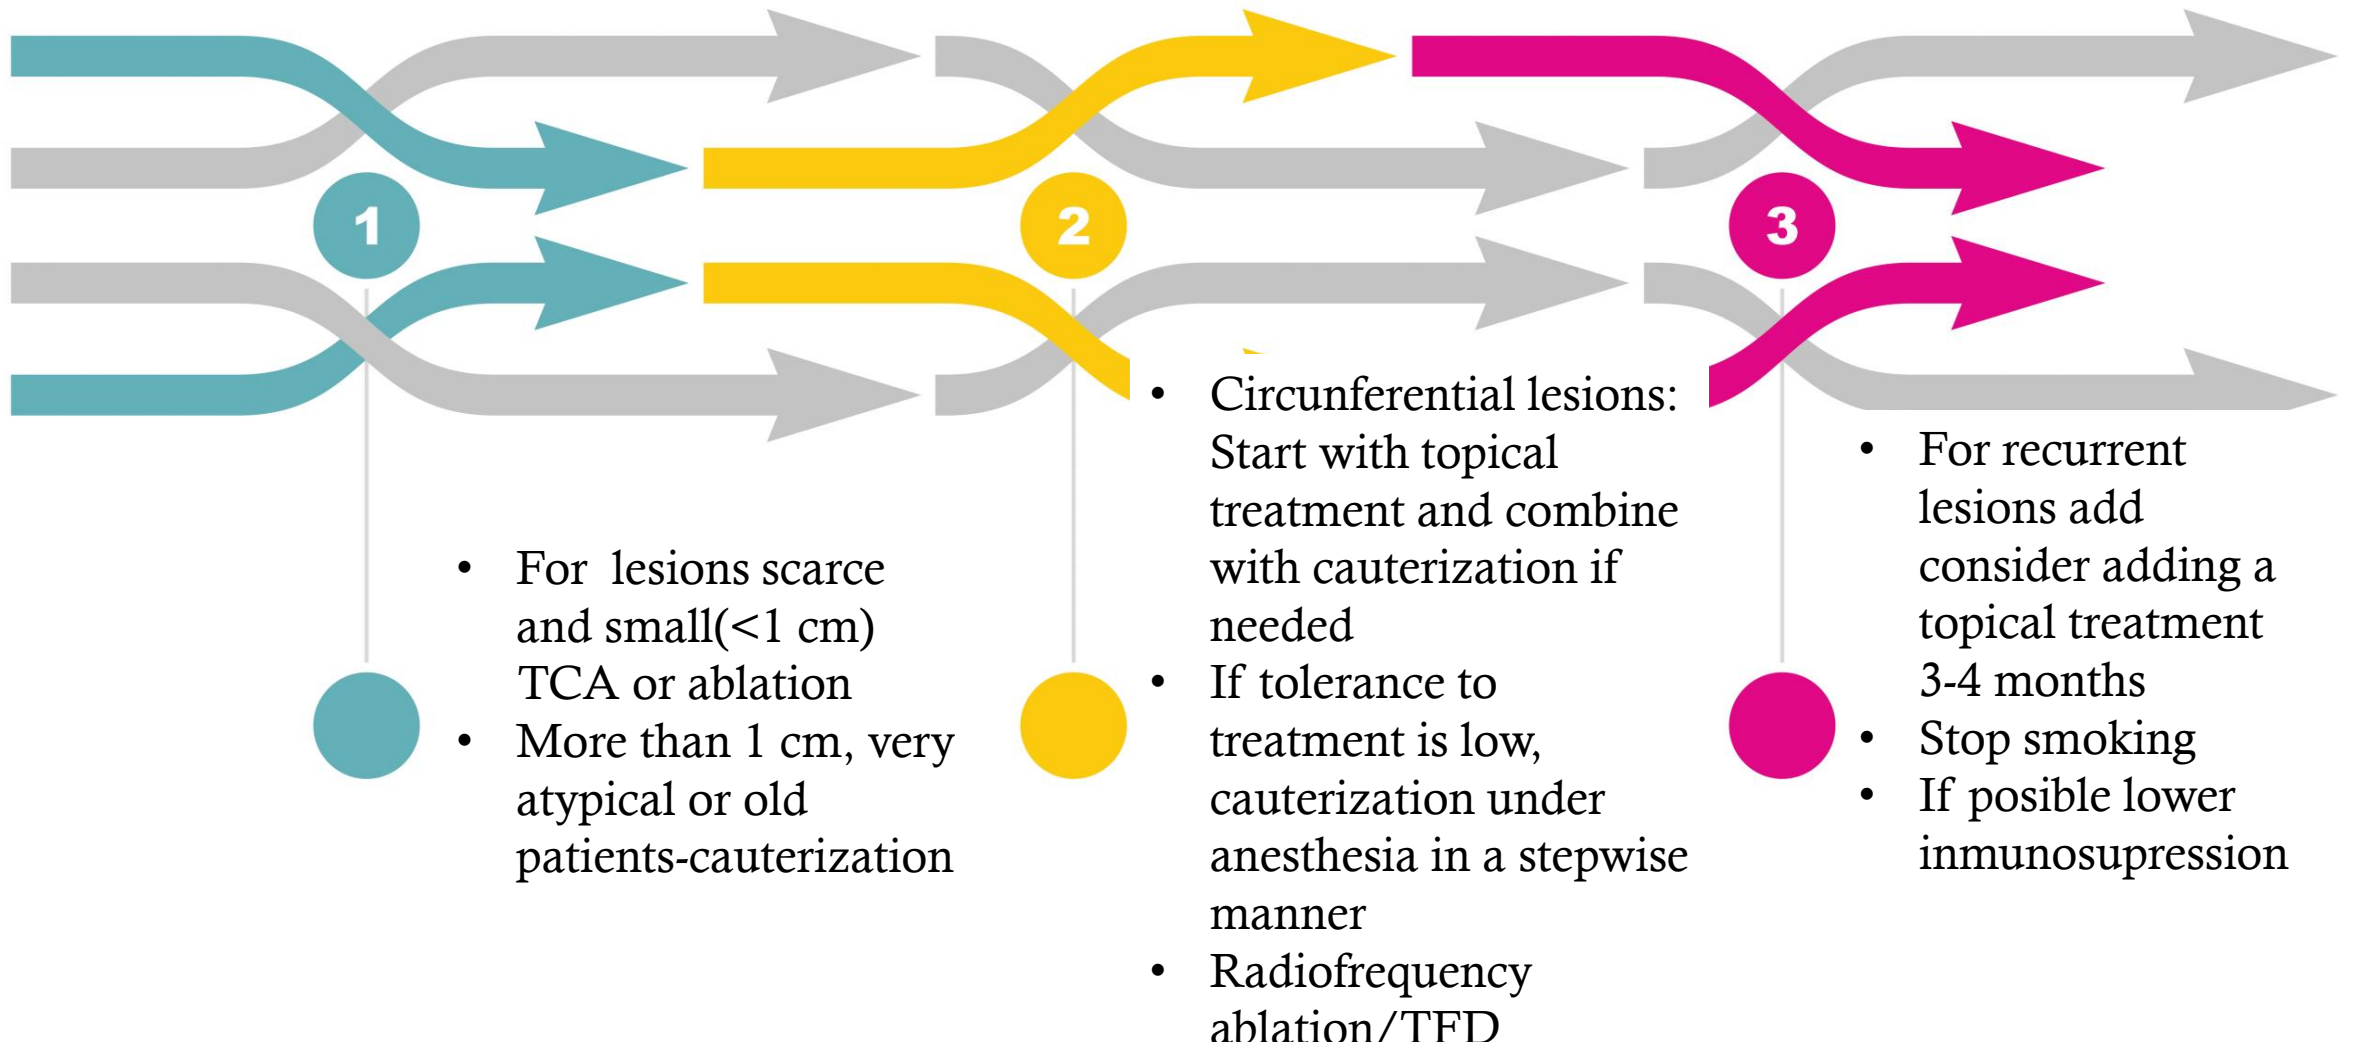 1
2
3
• For lesions scarce
and small(<1 cm)
TCA or ablation
• More than 1 cm, very
atypical or old
patients-cauterization
• Circunferential lesions:
Start with topical
treatment and combine
with cauterization if
needed
• If tolerance to
treatment is low,
cauterization under
anesthesia in a stepwise
manner
• Radiofrequency
ablation/TFD
• For recurrent
lesions add
consider adding a
topical treatment
3-4 months
• Stop smoking
• If posible lower
inmunosupression